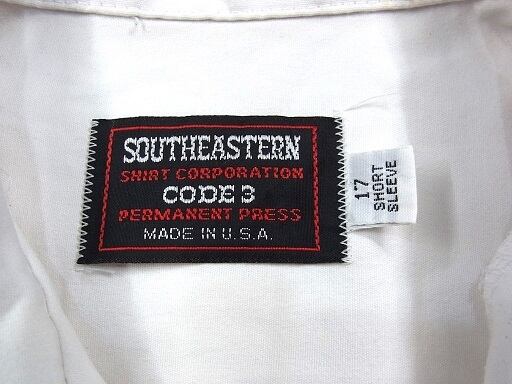 SOUTHEASTERN
SHIRT CORPORATION
CODE 3
PERMANENT PRESS
MADE IN U.S.A.
17
SHORT
SLEEVE